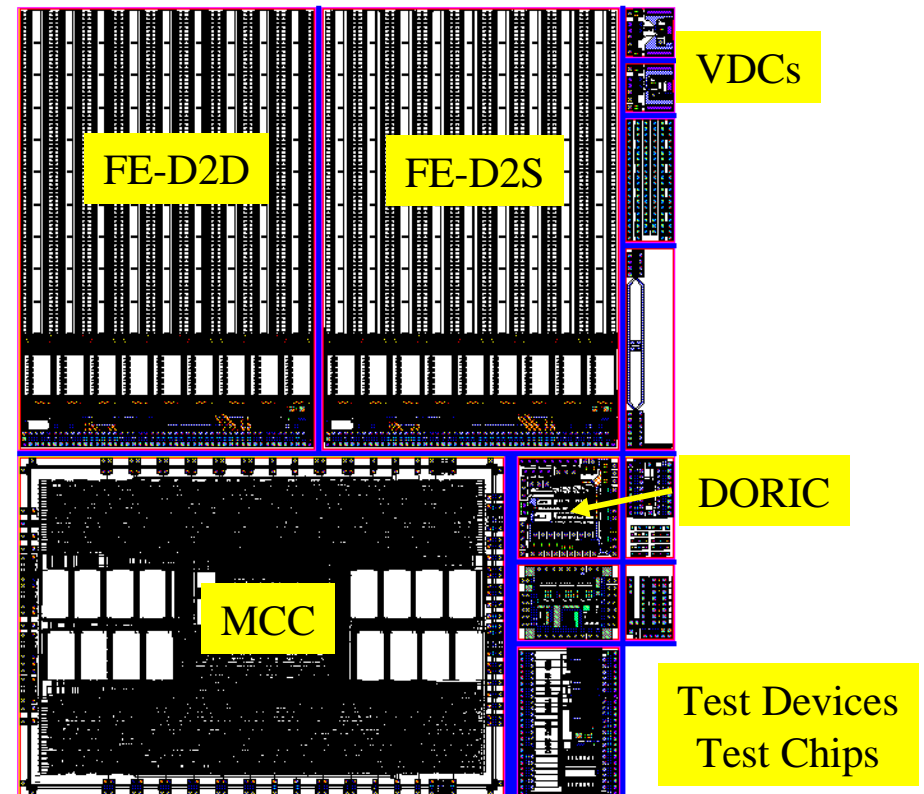 VDCs
FE-D2D
FE-D2S
DORIC
MCC
Test Devices
Test Chips